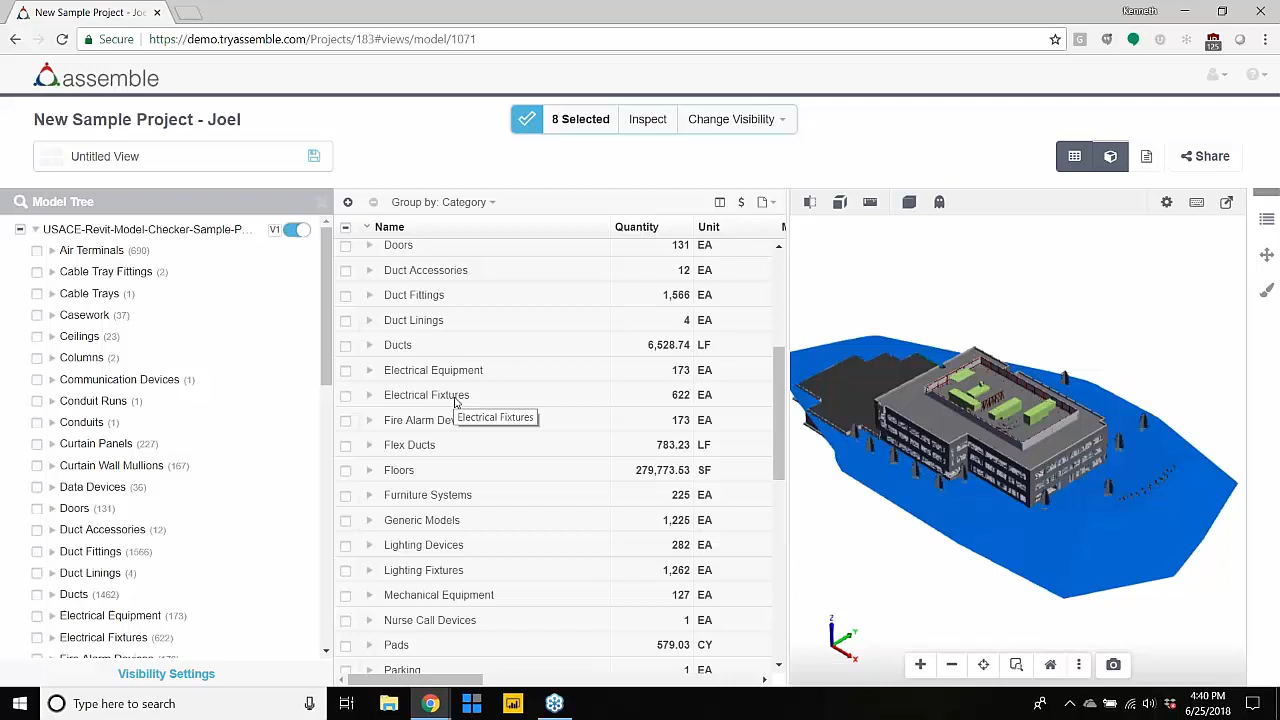 New Sample Project - Joe
Kenneth
Secure
https://demo.tryassemble.com/Projects/183#views/model/1071
125
assemble
New Sample Project - Joel
8 Selected
Inspect
Change Visibility
Untitled View
Share
Model Tree
USACE-Revit-Model-Checker-Sample-P...
V1
Air Terminals (690)
Cable Tray Fittings (2)
Cable Trays (1)
Casework (37)
Ceilings (23)
Columns (2)
Communication Devices (1)
Conduit Runs (1)
Conduits (1)
Curtain Panels (227)
Curtain Wall Mullions (167)
Data Devices (36)
Doors (131)
Duct Accessories (12)
Duct Fittings (1566)
Duct Linings (4)
Ducts (1462)
Electrical Equipment (173)
Electrical Fixtures (622)
Visibility Settings
Group by: Category
$
Name Quantity Unit
Doors 131 EA
Duct Accessories 12 EA
Duct Fittings 1,566 EA
Duct Linings 4 EA
Ducts 6,528.74 LF
Electrical Equipment 173 EA
Electrical Fixtures 622 EA
Electrical Fixtures
Fire Alarm Dev 173 EA
Flex Ducts 783.23 LF
Floors 279,773.53 SF
Furniture Systems 225 EA
Generic Models 1,225 EA
Lighting Devices 282 EA
Lighting Fixtures 1,262 EA
Mechanical Equipment 127 EA
Nurse Call Devices 1 EA
Pads 579.03 CY
Parking 1 EA
Z
Y
X
Type here to search
4:40 PM
6/25/2018